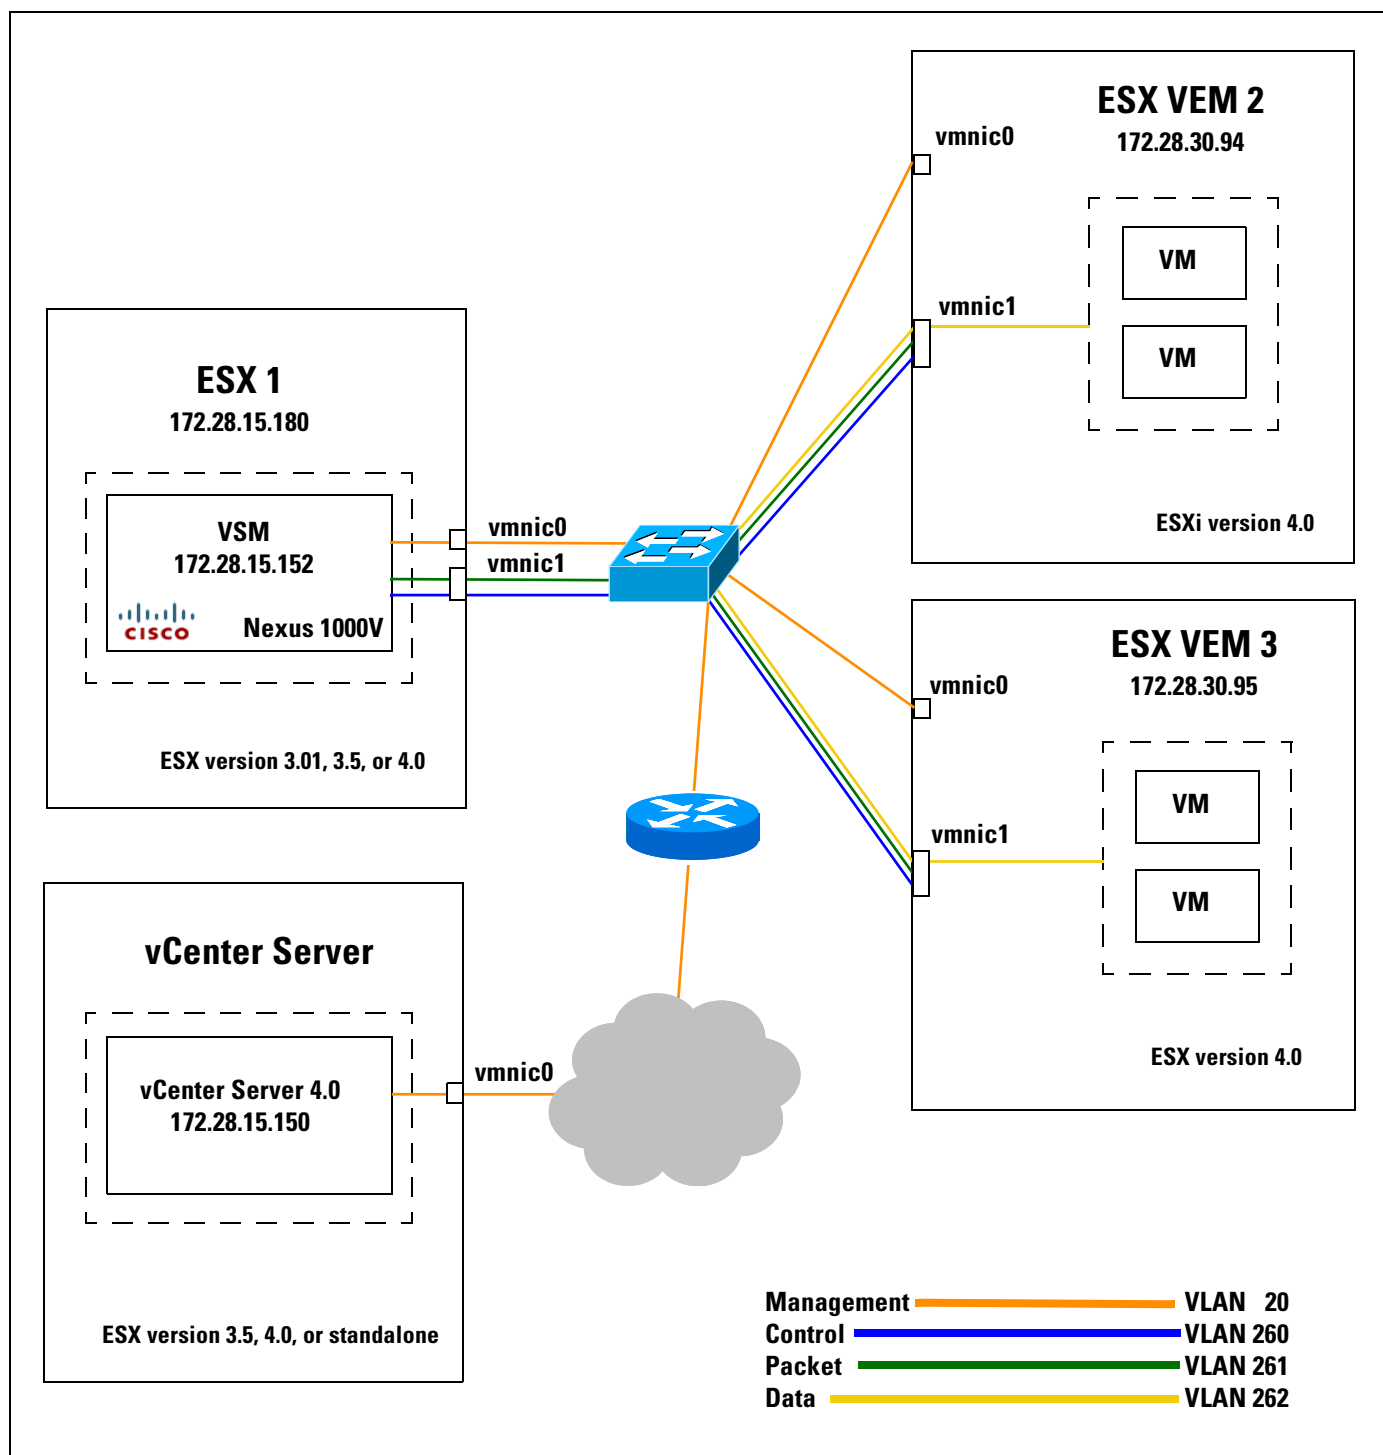 ESX VEM 2
172.28.30.94
vmnic0
VM
vmnic1
VM
ESXi version 4.0
ESX 1
172.28.15.180
VSM
172.28.15.152
CISCO
Nexus 1000V
vmnic0
vmnic1
ESX version 3.01, 3.5, or 4.0
ESX VEM 3
172.28.30.95
vmnic0
VM
vmnic1
VM
ESX version 4.0
vCenter Server
vCenter Server 4.0
172.28.15.150
vmnic0
ESX version 3.5, 4.0, or standalone
Management VLAN 20
Control VLAN 260
Packet VLAN 261
Data VLAN 262